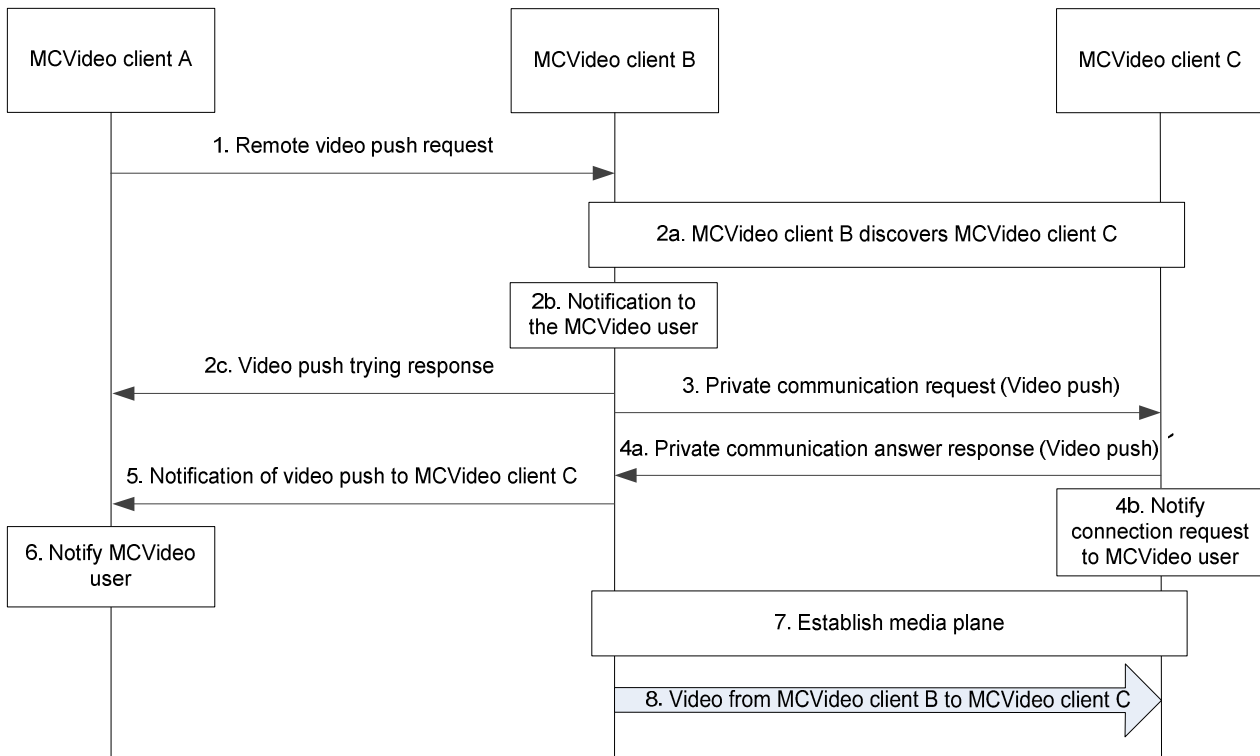 MCVideo client A
MCVideo client B
MCVideo client C
1. Remote video push request
2a. MCVideo client B discovers MCVideo client C
2b. Notification to
the MCVideo user
2c. Video push trying response
3. Private communication request (Video push)
4a. Private communication answer response (Video push)
5. Notification of video push to MCVideo client C
4b. Notify
connection request
to MCVideo user
6. Notify MCVideo
user
7. Establish media plane
8. Video from MCVideo client B to MCVideo client C